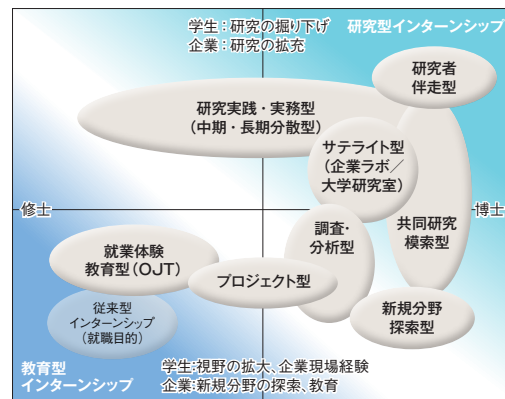 学生：研究の掘り下げ
企業：研究の拡充
研究型インターンシップ
研究者
伴走型
研究実践・実務型
（中期・長期分散型）
サテライト型
（企業ラボ／
大学研究室）
修士
博士
共同研究
模索型
調査・
分析型
就業体験
教育型（OJT）
プロジェクト型
従来型
インターンシップ
（就職目的）
新規分野
探索型
教育型
インターンシップ
学生：視野の拡大、企業現場経験
企業：新規分野の探索、教育